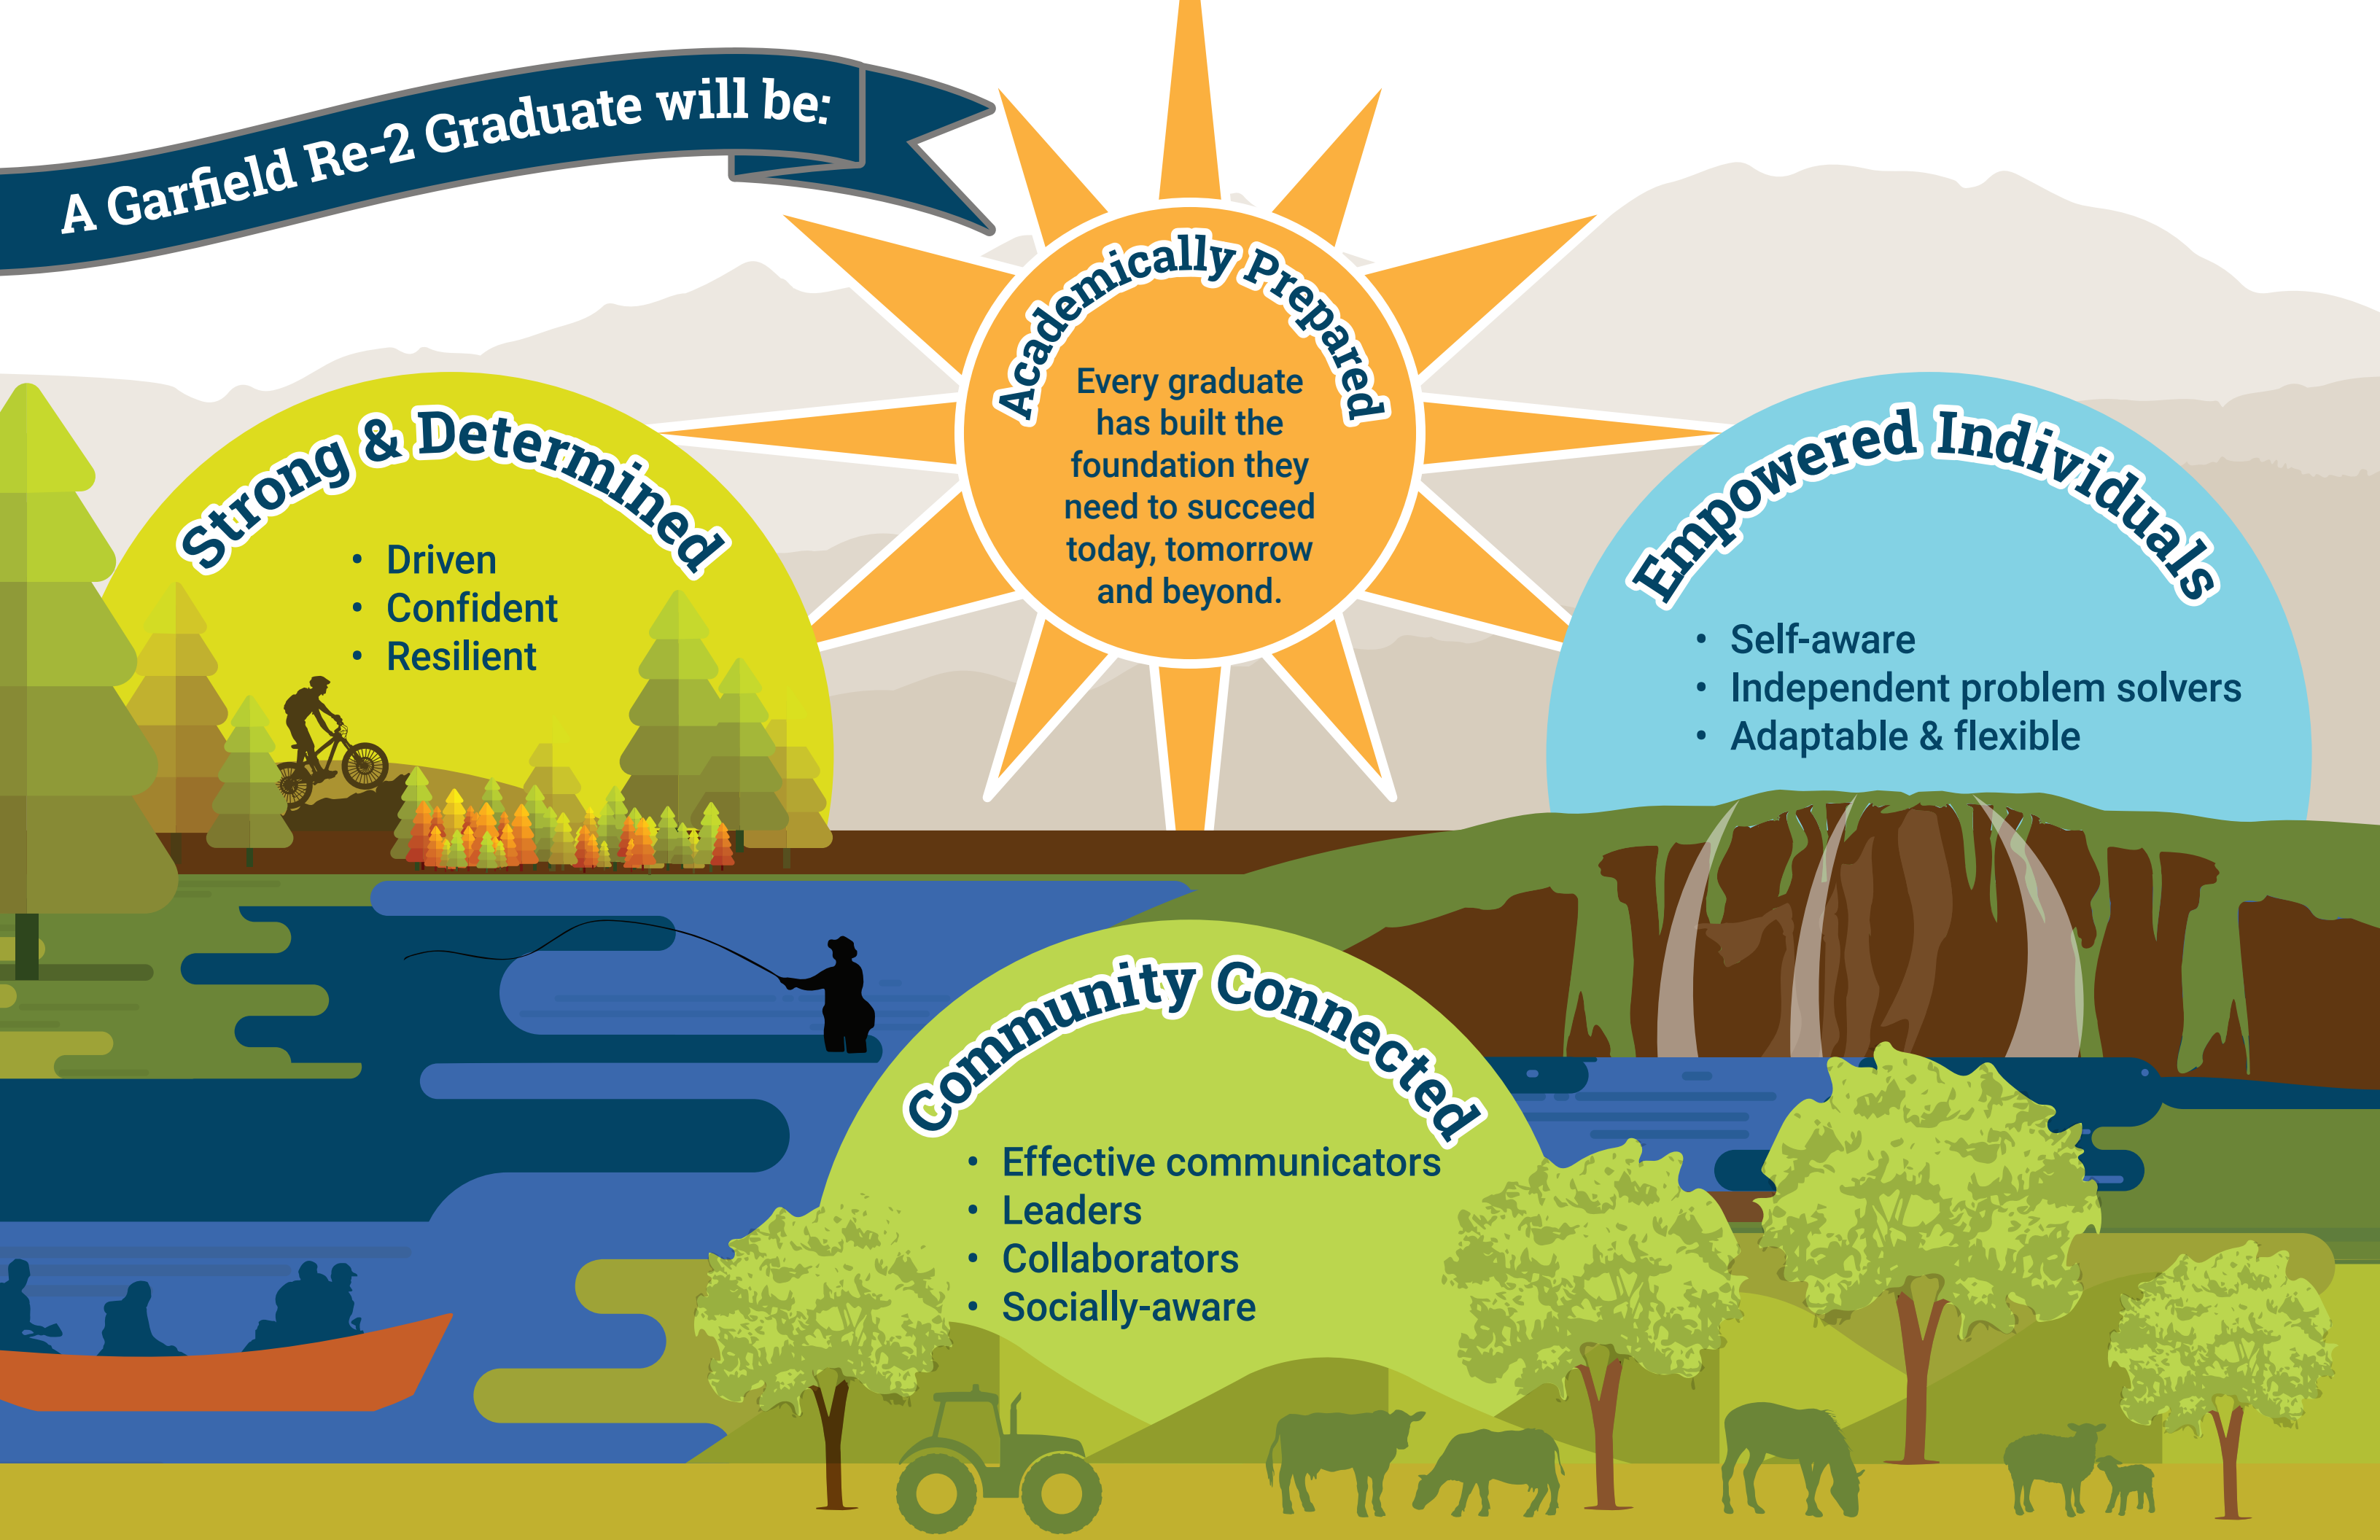 A Garfield Re-2 Graduate will be:
Academically Prepared
Every graduate
has built the
foundation they
need to succeed
today, tomorrow
and beyond.
Strong & Determined
• Driven
• Confident
• Resilient
Empowered Individuals
• Self-aware
• Independent problem solvers
• Adaptable & flexible
Community Connected
• Effective communicators
• Leaders
• Collaborators
• Socially-aware